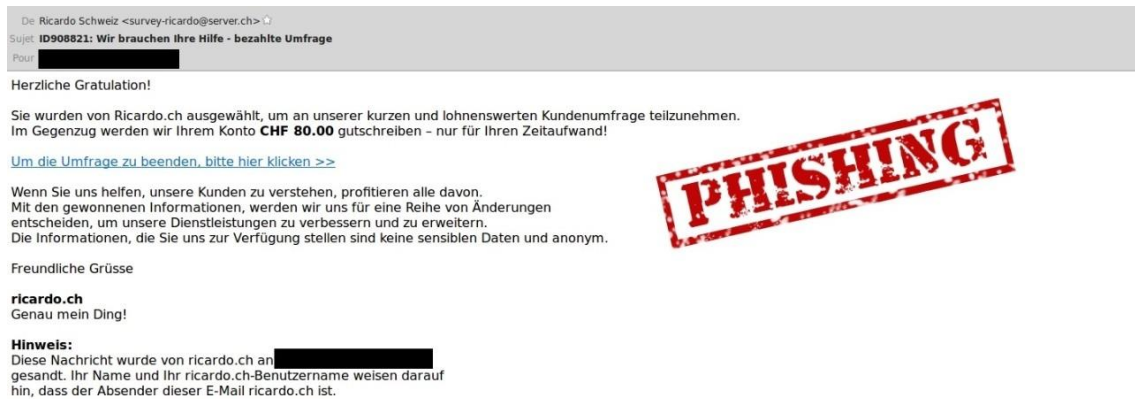 De Ricardo Schweiz <survey-ricardo@server.ch>
Sujet ID908821: Wir brauchen Ihre Hilfe - bezahlte Umfrage
Pour
Herzliche Gratulation!
Sie wurden von Ricardo.ch ausgewählt, um an unserer kurzen und lohnenswerten Kundenumfrage teilzunehmen.
Im Gegenzug werden wir Ihrem Konto CHF 80.00 gutschreiben – nur für Ihren Zeitaufwand!
Um die Umfrage zu beenden, bitte hier klicken >>
PHISHING
Wenn Sie uns helfen, unsere Kunden zu verstehen, profitieren alle davon.
Mit den gewonnenen Informationen, werden wir uns für eine Reihe von Änderungen
entscheiden, um unsere Dienstleistungen zu verbessern und zu erweitern.
Die Informationen, die Sie uns zur Verfügung stellen sind keine sensiblen Daten und anonym.
Freundliche Grüsse
ricardo.ch
Genau mein Ding!
Hinweis:
Diese Nachricht wurde von ricardo.ch an
gesandt. Ihr Name und Ihr ricardo.ch-Benutzername weisen darauf
hin, dass der Absender dieser E-Mail ricardo.ch ist.